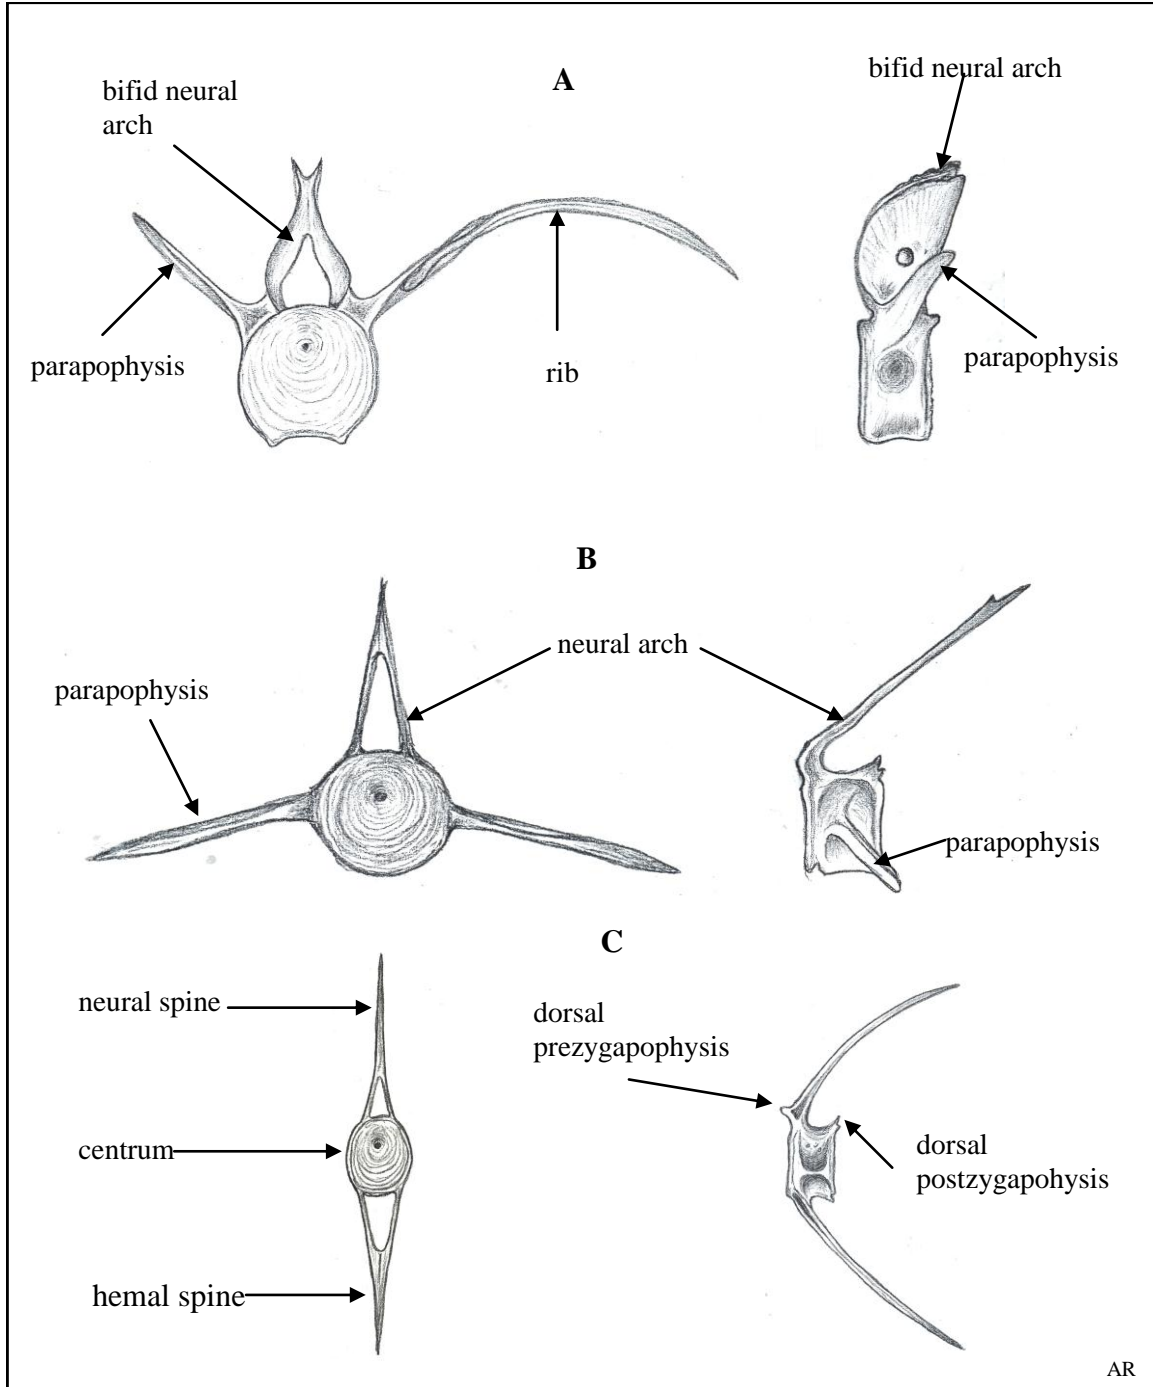 A
bifid neural
arch
bifid neural arch
parapophysis
rib
parapophysis
B
neural arch
parapophysis
parapophysis
C
neural spine
dorsal
prezygapophysis
centrum
dorsal
postzygapohysis
hemal spine
AR